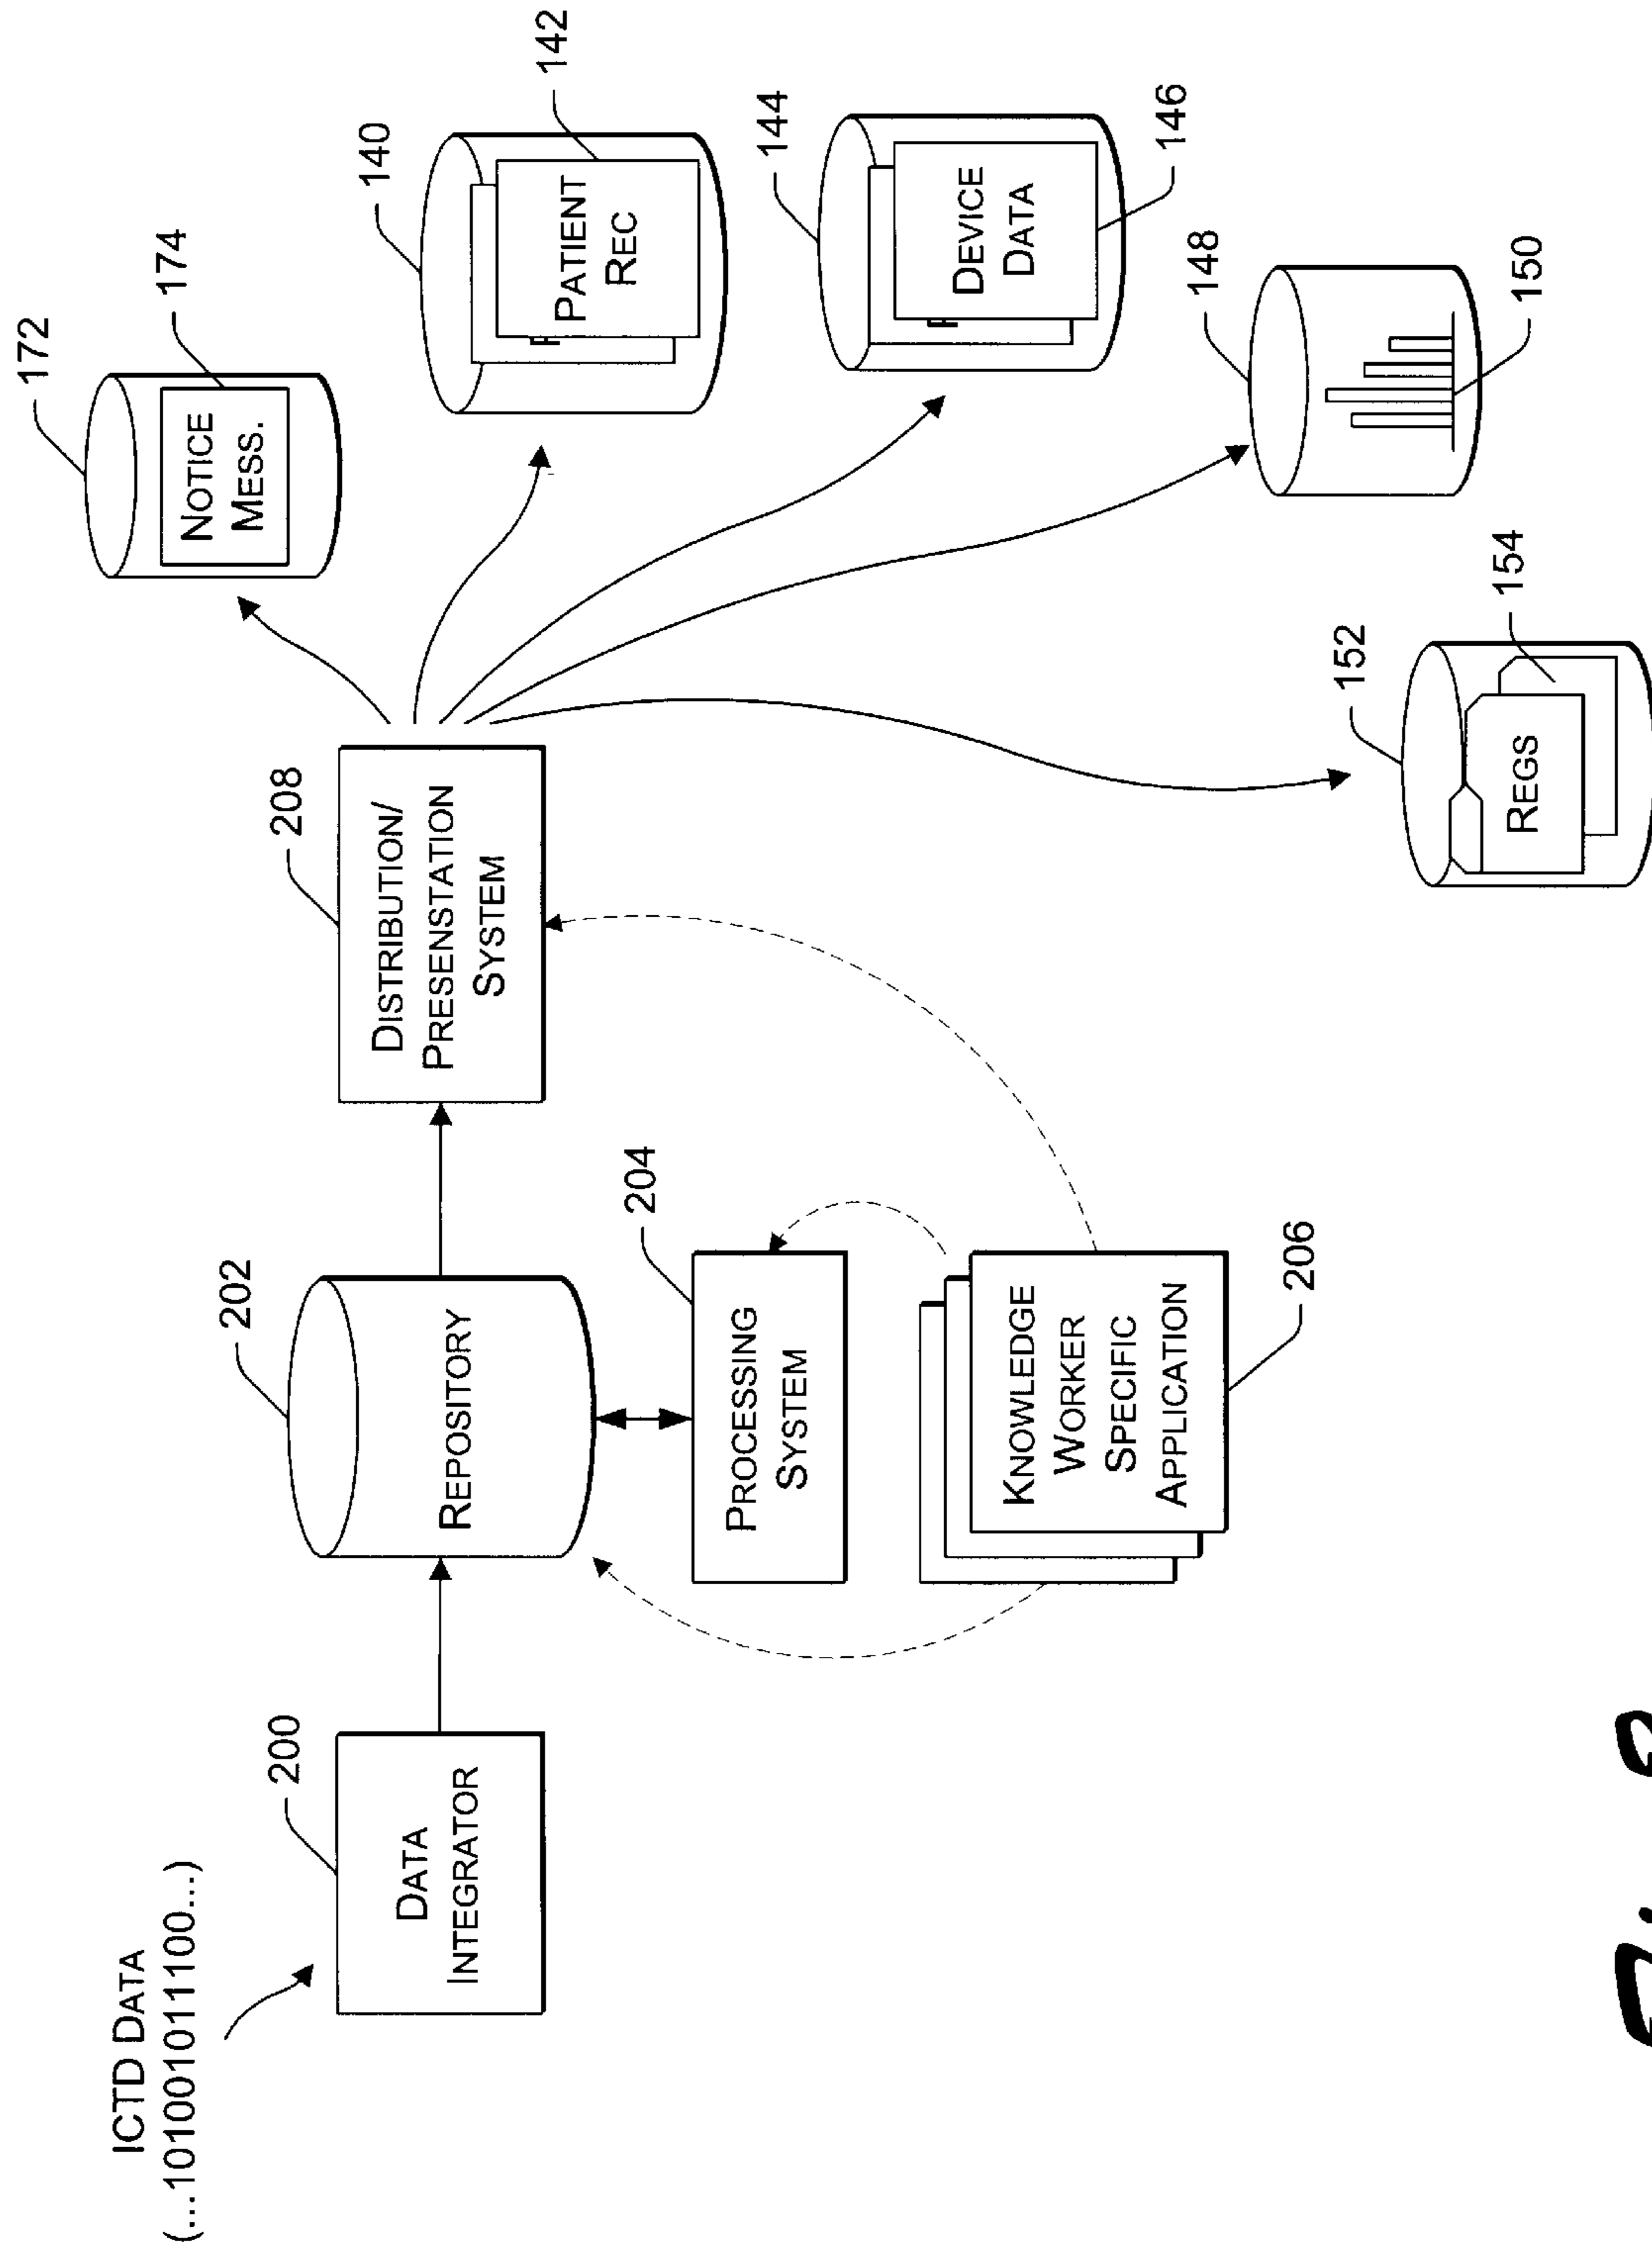 ICTD DATA
(...101001011100...)
200
DATA
INTEGRATOR
202
REPOSITORY
204
PROCESSING
SYSTEM
KNOWLEDGE
WORKER
SPECIFIC
APPLICATION
206
208
DISTRIBUTION/
PRESENSTATION
SYSTEM
172
174
NOTICE
MESS.
140
142
PATIENT
REC
144
DEVICE
DATA
146
148
150
152
154
REGS